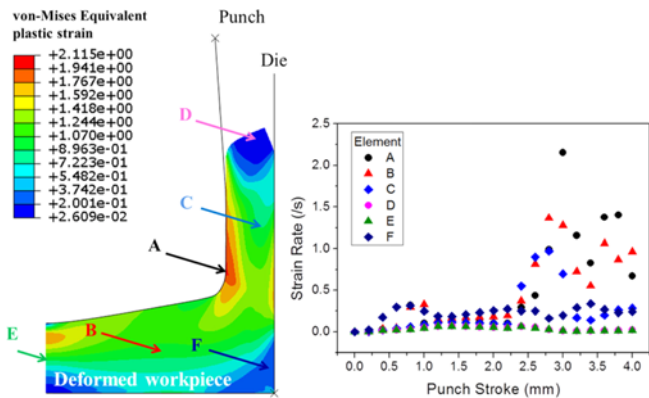 von-Mises Equivalent
plastic strain
+2.115e+00
+1.941e+00
+1.767e+00
+1.592e+00
+1.418e+00
+1.244e+00
+1.070e+00
+8.963e-01
+7.223e-01
+5.482e-01
+3.742e-01
+2.001e-01
+2.609e-02
Punch
Die
D
C
A
E
B
F
Deformed workpiece
Strain Rate (/s)
2.5
2.0
1.5
1.0
0.5
0.0
Element
A
B
C
D
E
F
0.0 0.5 1.0 1.5 2.0 2.5 3.0 3.5 4.0
Punch Stroke (mm)